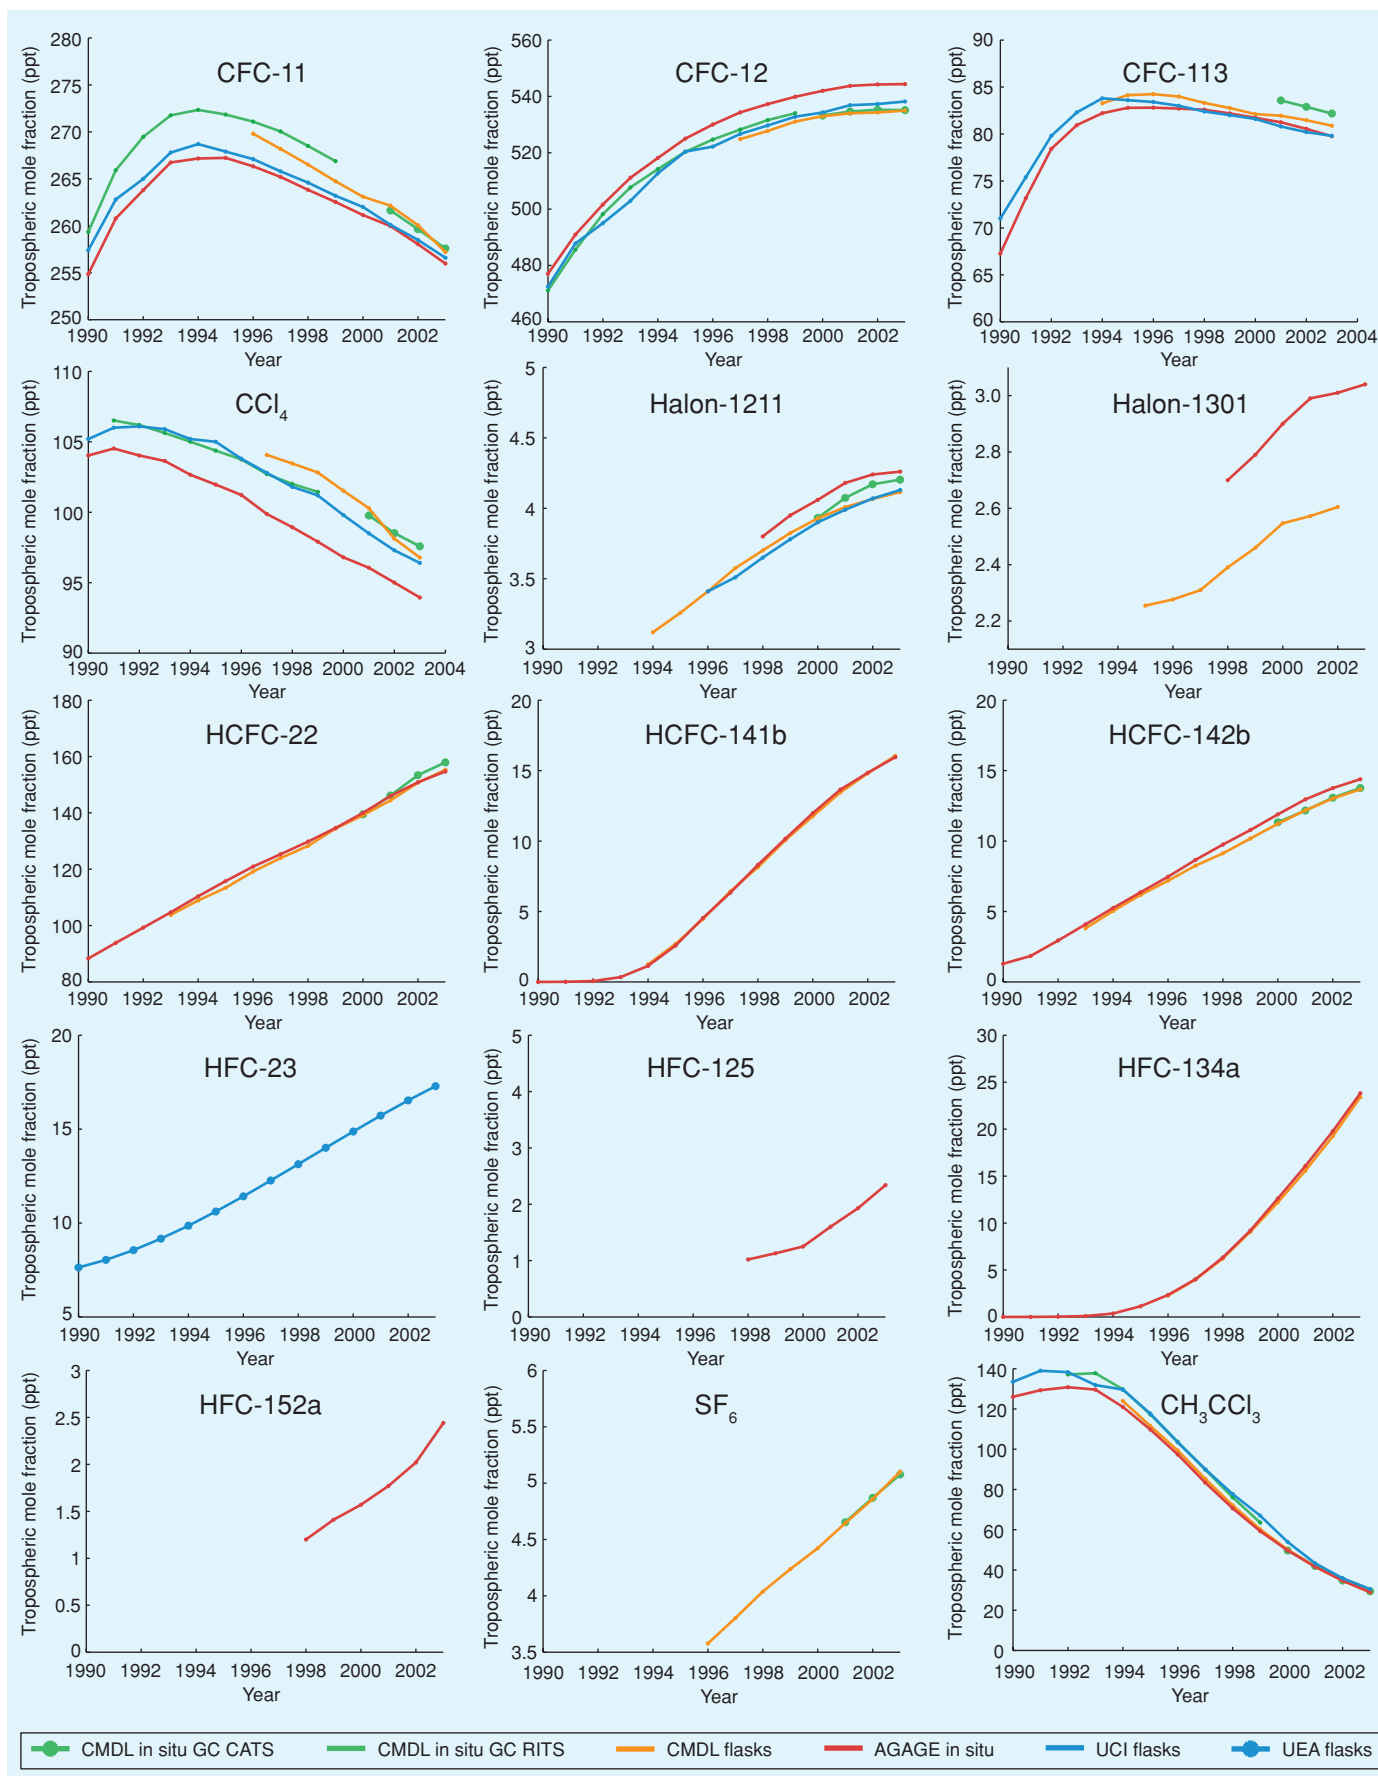 CFC-11
Tropospheric mole fraction (ppt)
280
275
270
265
260
255
250
1990 1992 1994 1996 1998 2000 2002
Year
CFC-12
Tropospheric mole fraction (ppt)
560
540
520
500
480
460
1990 1992 1994 1996 1998 2000 2002
Year
CFC-113
Tropospheric mole fraction (ppt)
90
85
80
75
70
65
60
1990 1992 1994 1996 1998 2000 2002 2004
Year
CCl4
Tropospheric mole fraction (ppt)
110
105
100
95
90
1990 1992 1994 1996 1998 2000 2002 2004
Year
Halon-1211
Tropospheric mole fraction (ppt)
5
4.5
4
3.5
3
1990 1992 1994 1996 1998 2000 2002
Year
Halon-1301
Tropospheric mole fraction (ppt)
3.0
2.8
2.6
2.4
2.2
1990 1992 1994 1996 1998 2000 2002
Year
HCFC-22
Tropospheric mole fraction (ppt)
180
160
140
120
100
80
1990 1992 1994 1996 1998 2000 2002
Year
HCFC-141b
Tropospheric mole fraction (ppt)
20
15
10
5
0
1990 1992 1994 1996 1998 2000 2002
Year
HCFC-142b
Tropospheric mole fraction (ppt)
20
15
10
5
0
1990 1992 1994 1996 1998 2000 2002
Year
HFC-23
Tropospheric mole fraction (ppt)
20
15
10
5
1990 1992 1994 1996 1998 2000 2002
Year
HFC-125
Tropospheric mole fraction (ppt)
5
4
3
2
1
0
1990 1992 1994 1996 1998 2000 2002
Year
HFC-134a
Tropospheric mole fraction (ppt)
30
25
20
15
10
5
0
1990 1992 1994 1996 1998 2000 2002
Year
HFC-152a
Tropospheric mole fraction (ppt)
3
2.5
2
1.5
1
0.5
0
1990 1992 1994 1996 1998 2000 2002
Year
SF6
Tropospheric mole fraction (ppt)
6
5.5
5
4.5
4
3.5
1990 1992 1994 1996 1998 2000 2002
Year
CH3CCl3
Tropospheric mole fraction (ppt)
140
120
100
80
60
40
20
0
1990 1992 1994 1996 1998 2000 2002
Year
CMDL in situ GC CATS CMDL in situ GC RITS CMDL flasks AGAGE in situ UCI flasks UEA flasks